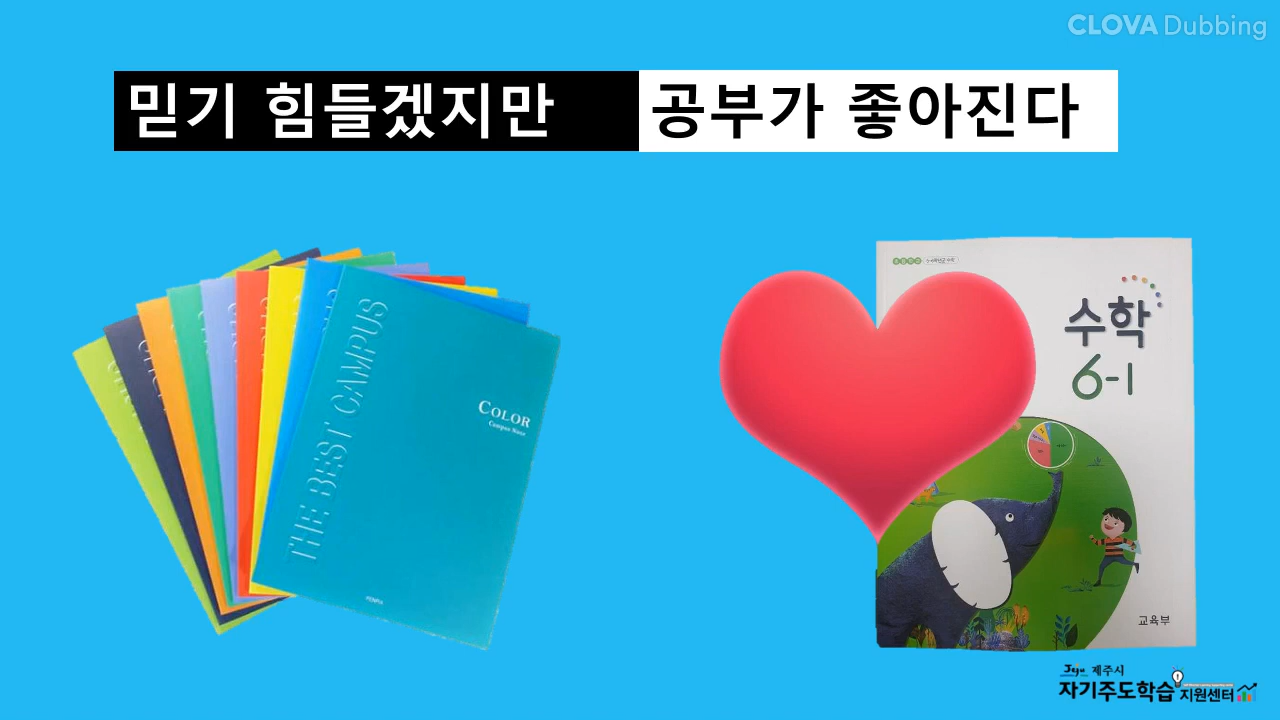 CLOVA Dubbing
믿기 힘들겠지만 공부가 좋아진다
THE BEST CAMPUS
COLOR
Campus Note
수학
6-1
교육부
Jeju 제주시
자기주도학습 지원센터